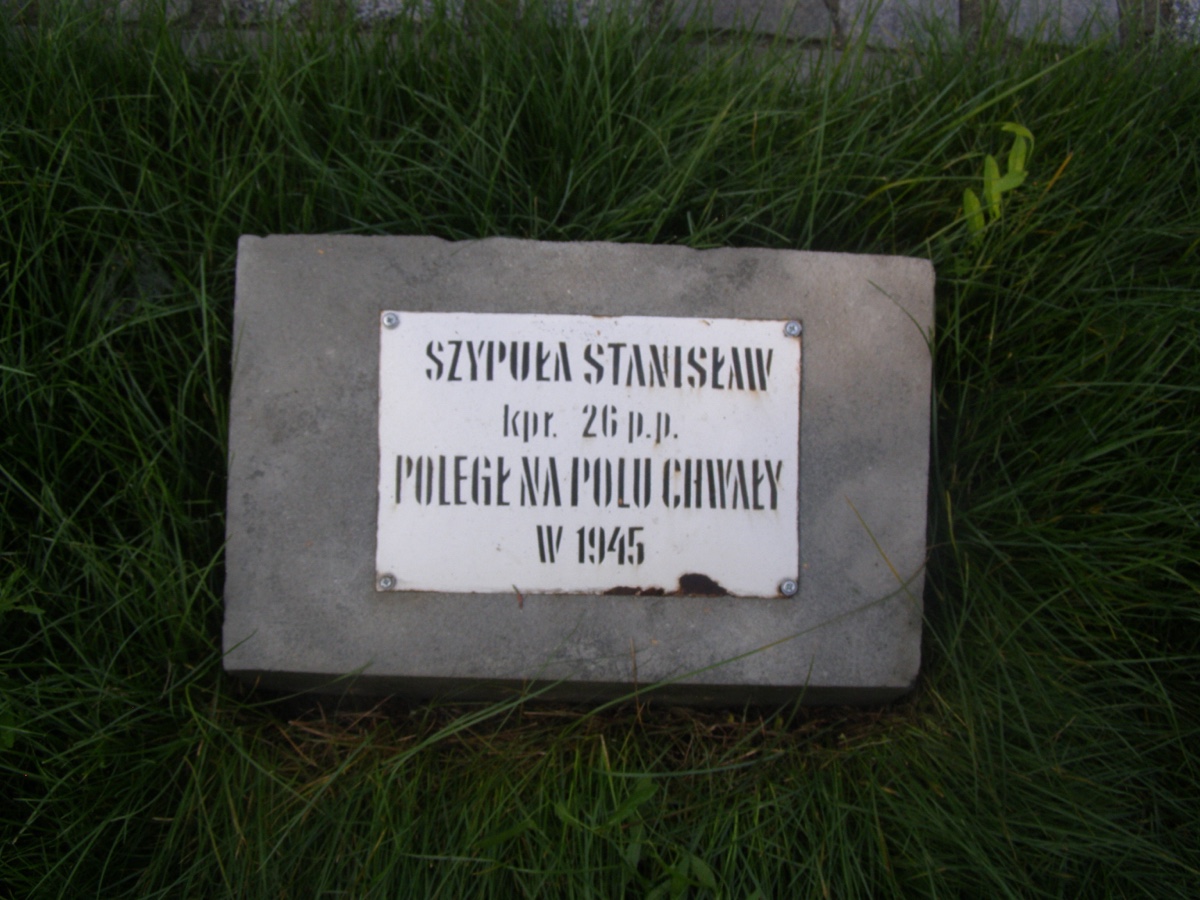 SZYPUŁA STANISŁAW
kpr. 26 p.p.
POLEGŁ NA POLU CHWAŁY
W 1945